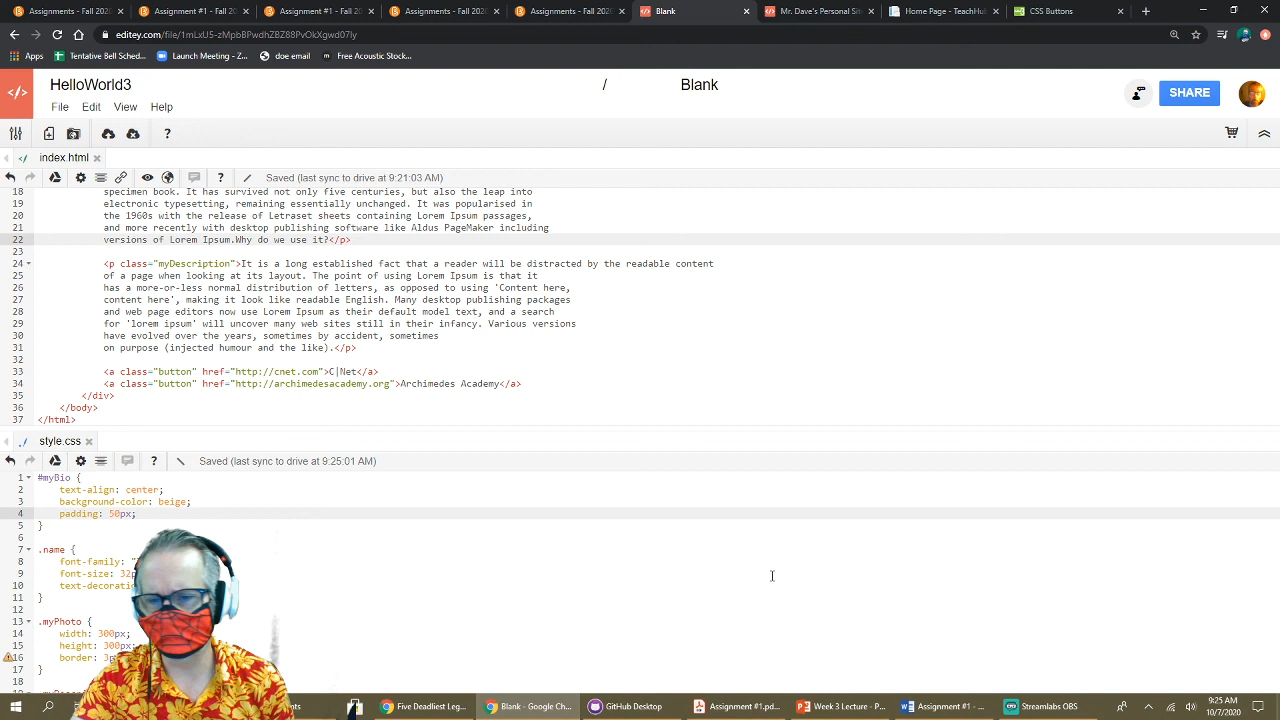 Assignments - Fall 202
Assignment #1 - Fall 20
Assignment #1 - Fall 20
Assignments - Fall 202
Assignments - Fall 202
Blank
Mr. Dave's Personal Sit
Home Page - TeachHub
CSS Buttons
editey.com/file/1mLxU5-zMpbBPwdhZBZ88PvOkXgwd07ly
Apps
Tentative Bell Sched...
Launch Meeting - Z...
doe email
Free Acoustic Stock...
HelloWorld3 / Blank
File Edit View Help
SHARE
index.html
Saved (last sync to drive at 9:21:03 AM)
18 specimen book. It has survived not only five centuries, but also the leap into
19 electronic typesetting, remaining essentially unchanged. It was popularised in
20 the 1960s with the release of Letraset sheets containing Lorem Ipsum passages,
21 and more recently with desktop publishing software like Aldus PageMaker including
22 versions of Lorem Ipsum.Why do we use it?</p>
23
24 <p class="myDescription">It is a long established fact that a reader will be distracted by the readable content
25 of a page when looking at its layout. The point of using Lorem Ipsum is that it
26 has a more-or-less normal distribution of letters, as opposed to using 'Content here,
27 content here', making it look like readable English. Many desktop publishing packages
28 and web page editors now use Lorem Ipsum as their default model text, and a search
29 for 'lorem ipsum' will uncover many web sites still in their infancy. Various versions
30 have evolved over the years, sometimes by accident, sometimes
31 on purpose (injected humour and the like).</p>
32
33 <a class="button" href="http://cnet.com">C|Net</a>
34 <a class="button" href="http://archimedesacademy.org">Archimedes Academy</a>
35 </div>
36 </body>
37 </html>
style.css
Saved (last sync to drive at 9:25:01 AM)
1 #myBio {
2 text-align: center;
3 background-color: beige;
4 padding: 50px;
5 }
6
7 .name {
8 font-family: "
9 font-size: 32p
10 text-decoratio
11 }
12
13 .myPhoto {
14 width: 300px;
15 height: 300px;
16 border: 3p
17 }
18
Five Deadliest Leg...
Blank - Google Ch...
GitHub Desktop
Assignment #1.pd...
Week 3 Lecture - P...
Assignment #1 - ...
Streamlabs OBS
9:25 AM
10/7/2020